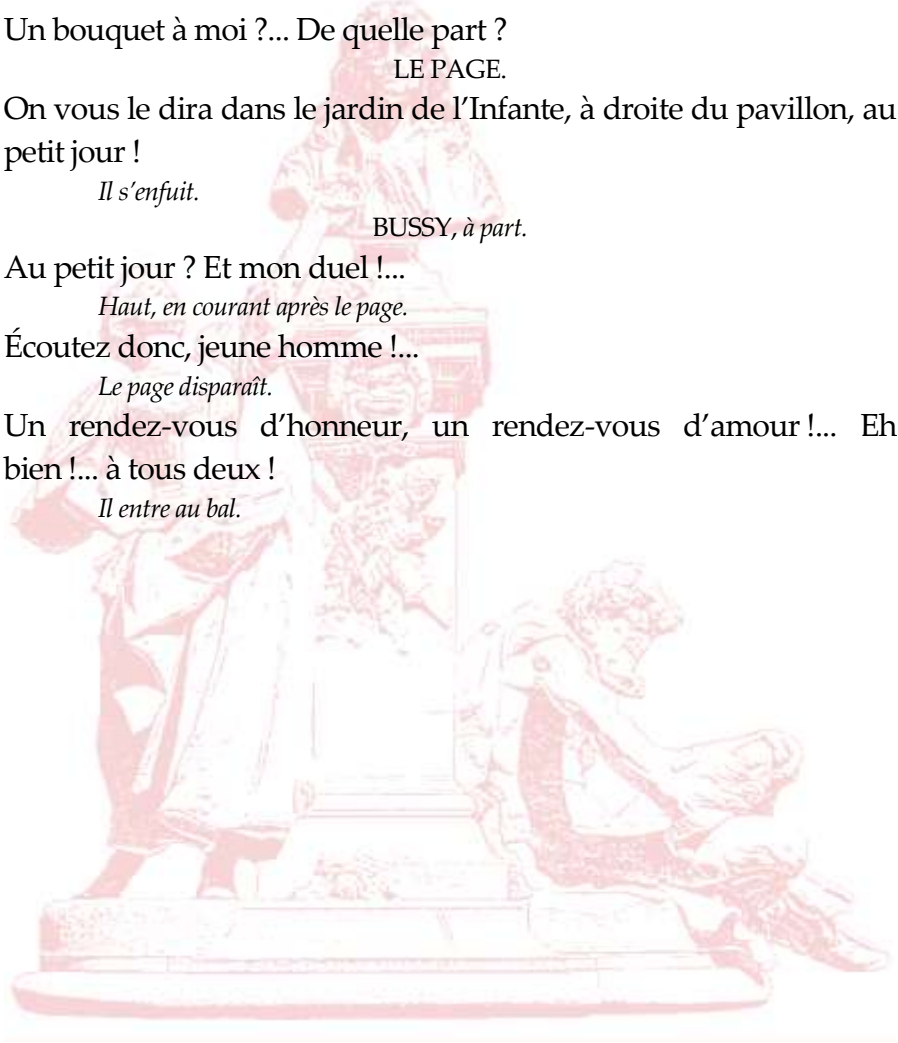 Un bouquet à moi ?... De quelle part ?
LE PAGE.
On vous le dira dans le jardin de l’Infante, à droite du pavillon, au
petit jour !
Il s’enfuit.
BUSSY, à part.
Au petit jour ? Et mon duel !...
Haut, en courant après le page.
Écoutez donc, jeune homme !...
Le page disparaît.
Un rendez-vous d’honneur, un rendez-vous d’amour !... Eh
bien !... à tous deux !
Il entre au bal.